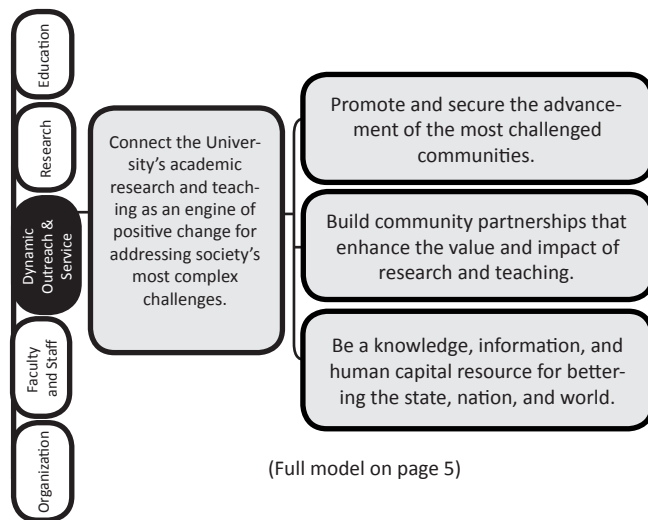 Education
Research
Dynamic
Outreach &
Service
Faculty
and Staff
Organization
Connect the Univer-
sity’s academic
research and teach-
ing as an engine of
positive change for
addressing society’s
most complex
challenges.
Promote and secure the advance-
ment of the most challenged
communities.
Build community partnerships that
enhance the value and impact of
research and teaching.
Be a knowledge, information, and
human capital resource for better-
ing the state, nation, and world.
(Full model on page 5)